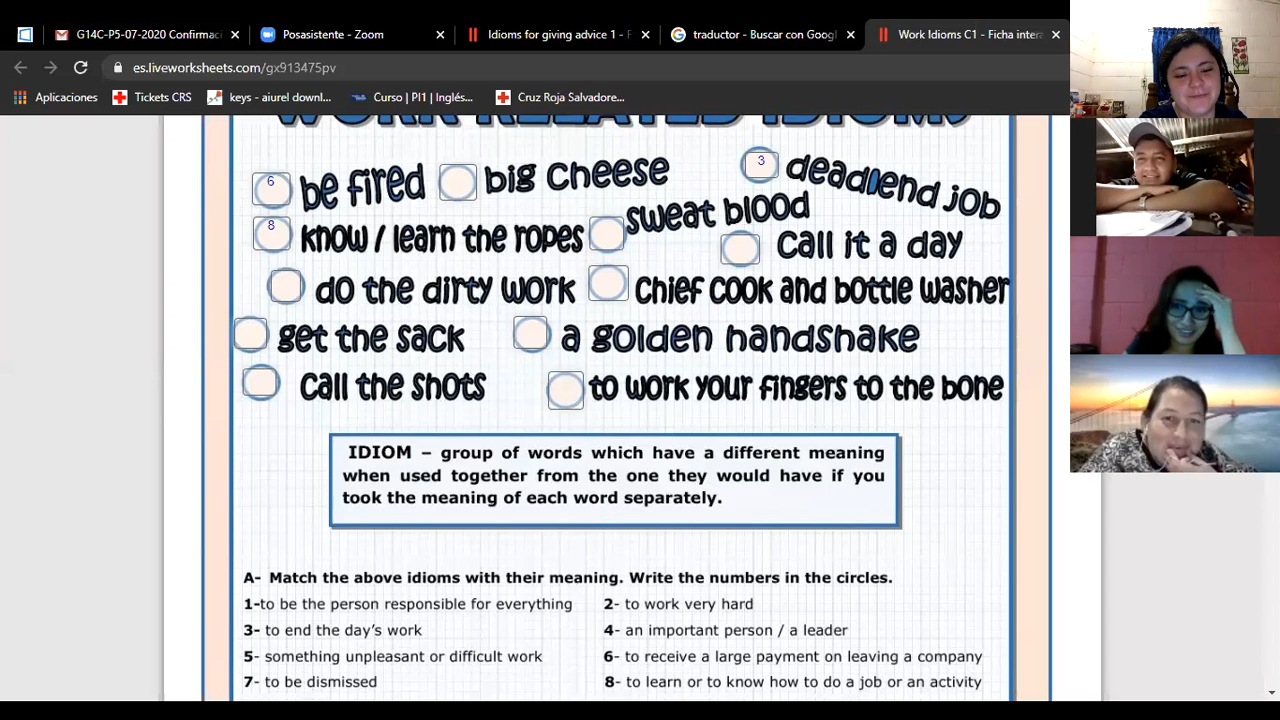 G14C-P5-07-2020 Confirmac
Posasistente - Zoom
Idioms for giving advice 1 - F
traductor - Buscar con Googl
Work Idioms C1 - Ficha intera
es.liveworksheets.com/gx913475pv
Aplicaciones
Tickets CRS
keys - aiurel downl...
Curso | PI1 | Inglés...
Cruz Roja Salvadore...
WORK RELATED IDIOMS
6 be fired big Cheese 3 dead end job
8 know / learn the ropes sweat blood
Call it a day
do the dirty work Chief cook and bottle washer
get the sack a golden handshake
Call the shots to work your fingers to the bone
IDIOM – group of words which have a different meaning
when used together from the one they would have if you
took the meaning of each word separately.
A- Match the above idioms with their meaning. Write the numbers in the circles.
1-to be the person responsible for everything 2- to work very hard
3- to end the day's work 4- an important person / a leader
5- something unpleasant or difficult work 6- to receive a large payment on leaving a company
7- to be dismissed 8- to learn or to know how to do a job or an activity